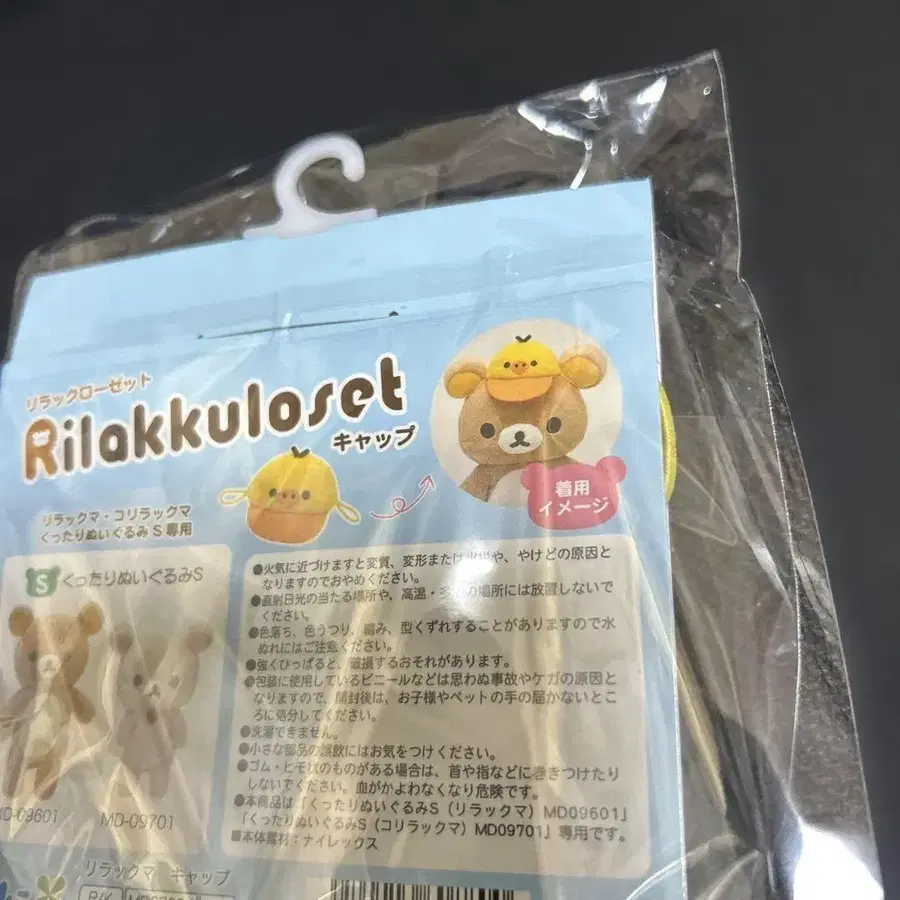 リラックローゼット
Rilakkuloset
キャップ
着用
イメージ
リラックマ・コリラックマ
くったりぬいぐるみS専用
S くったりぬいぐるみS
MD-09601 MD-09701
●火気に近づけますと変質、変形または や、やけどの原因と
なりますのでおやめください。
●直射日光の当たる場所や、高温・多 の場所には放置しないで
ください。
●色落ち、色うつり、縮み、型くずれすることがありますので水
ぬれにはご注意ください。
●強くひっぱると、破損するおそれがあります。
●包装に使用しているビニールなどは思わぬ事故やケガの原因と
なりますので、開封後は、お子様やペットの手の届かないとこ
ろに処分してください。
●洗濯できません。
●小さな部品の誤飲にはお気をつけください。
●ゴム・ヒモ状のものがある場合は、首や指などに巻きつけたり
しないでください。血がかよわなくなり危険です。
●本商品は「くったりぬいぐるみS（リラックマ）MD09601」
「くったりぬいぐるみS（コリラックマ）MD09701」専用です。
■本体素材：ナイレックス
リラックマ キャップ
R/K